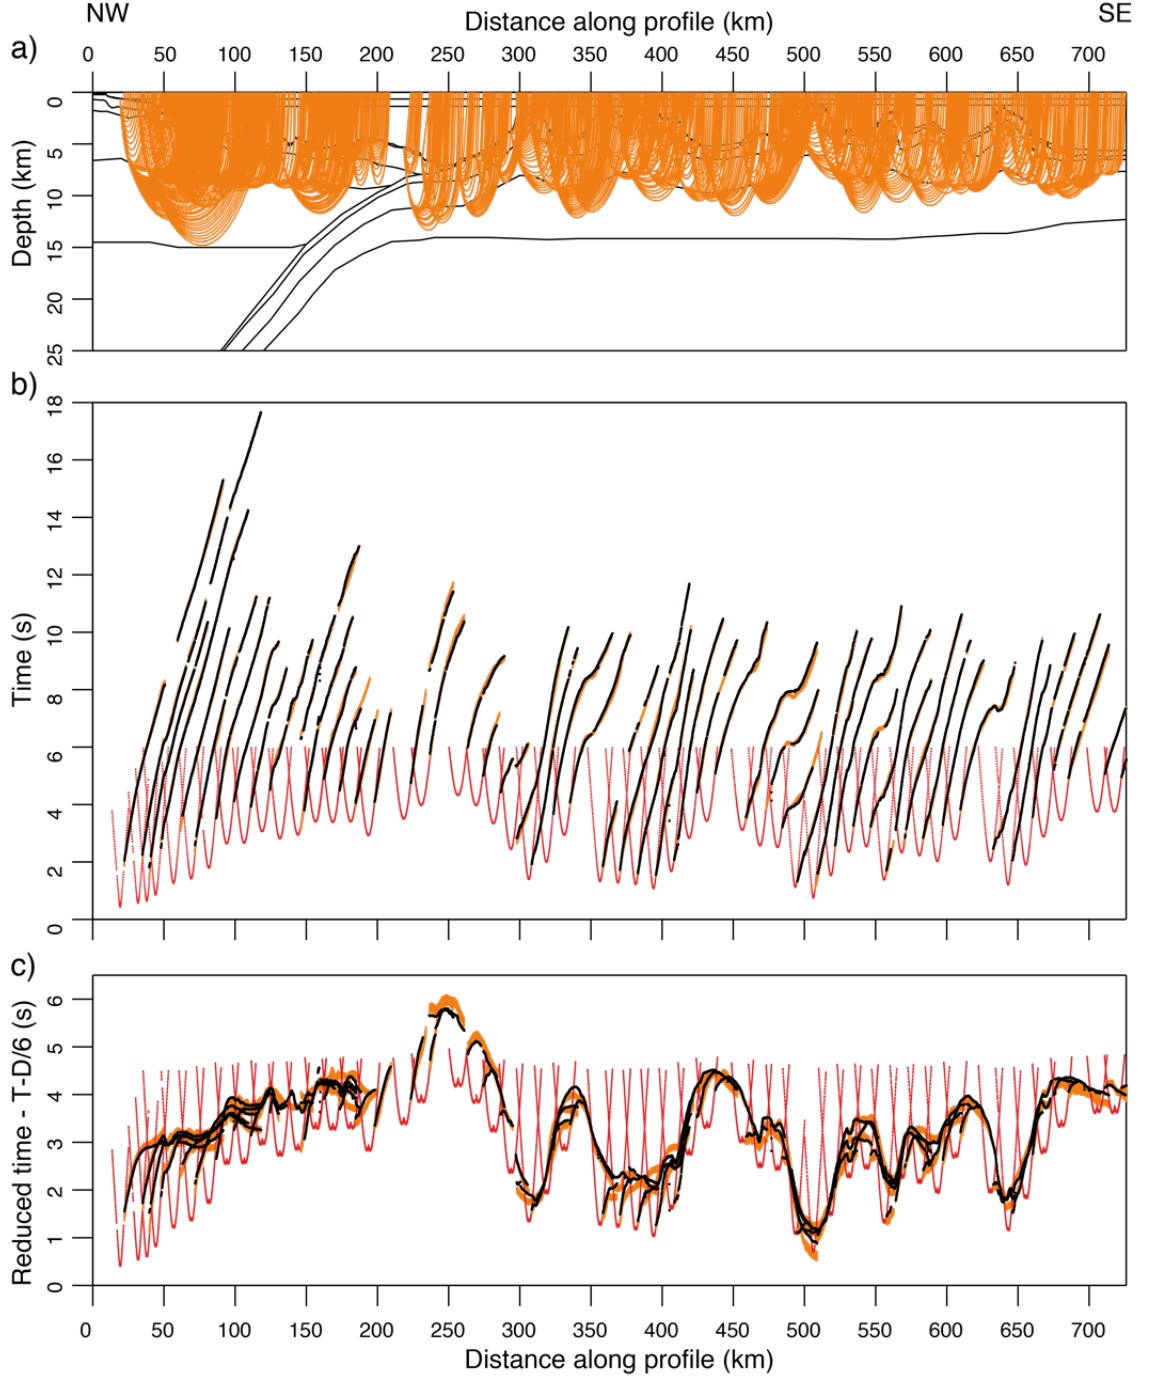 NW Distance along profile (km) SE
a)
0 50 100 150 200 250 300 350 400 450 500 550 600 650 700
Depth (km)
0
5
10
15
20
25
b)
Time (s)
18
16
14
12
10
8
6
4
2
0
c)
Reduced time - T-D/6 (s)
6
5
4
3
2
1
0
0 50 100 150 200 250 300 350 400 450 500 550 600 650 700
Distance along profile (km)